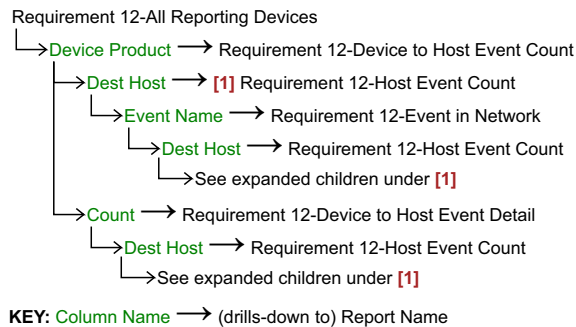 Requirement 12-All Reporting Devices
Device Product → Requirement 12-Device to Host Event Count
Dest Host → [1] Requirement 12-Host Event Count
Event Name → Requirement 12-Event in Network
Dest Host → Requirement 12-Host Event Count
See expanded children under [1]
Count → Requirement 12-Device to Host Event Detail
Dest Host → Requirement 12-Host Event Count
See expanded children under [1]
KEY: Column Name → (drills-down to) Report Name